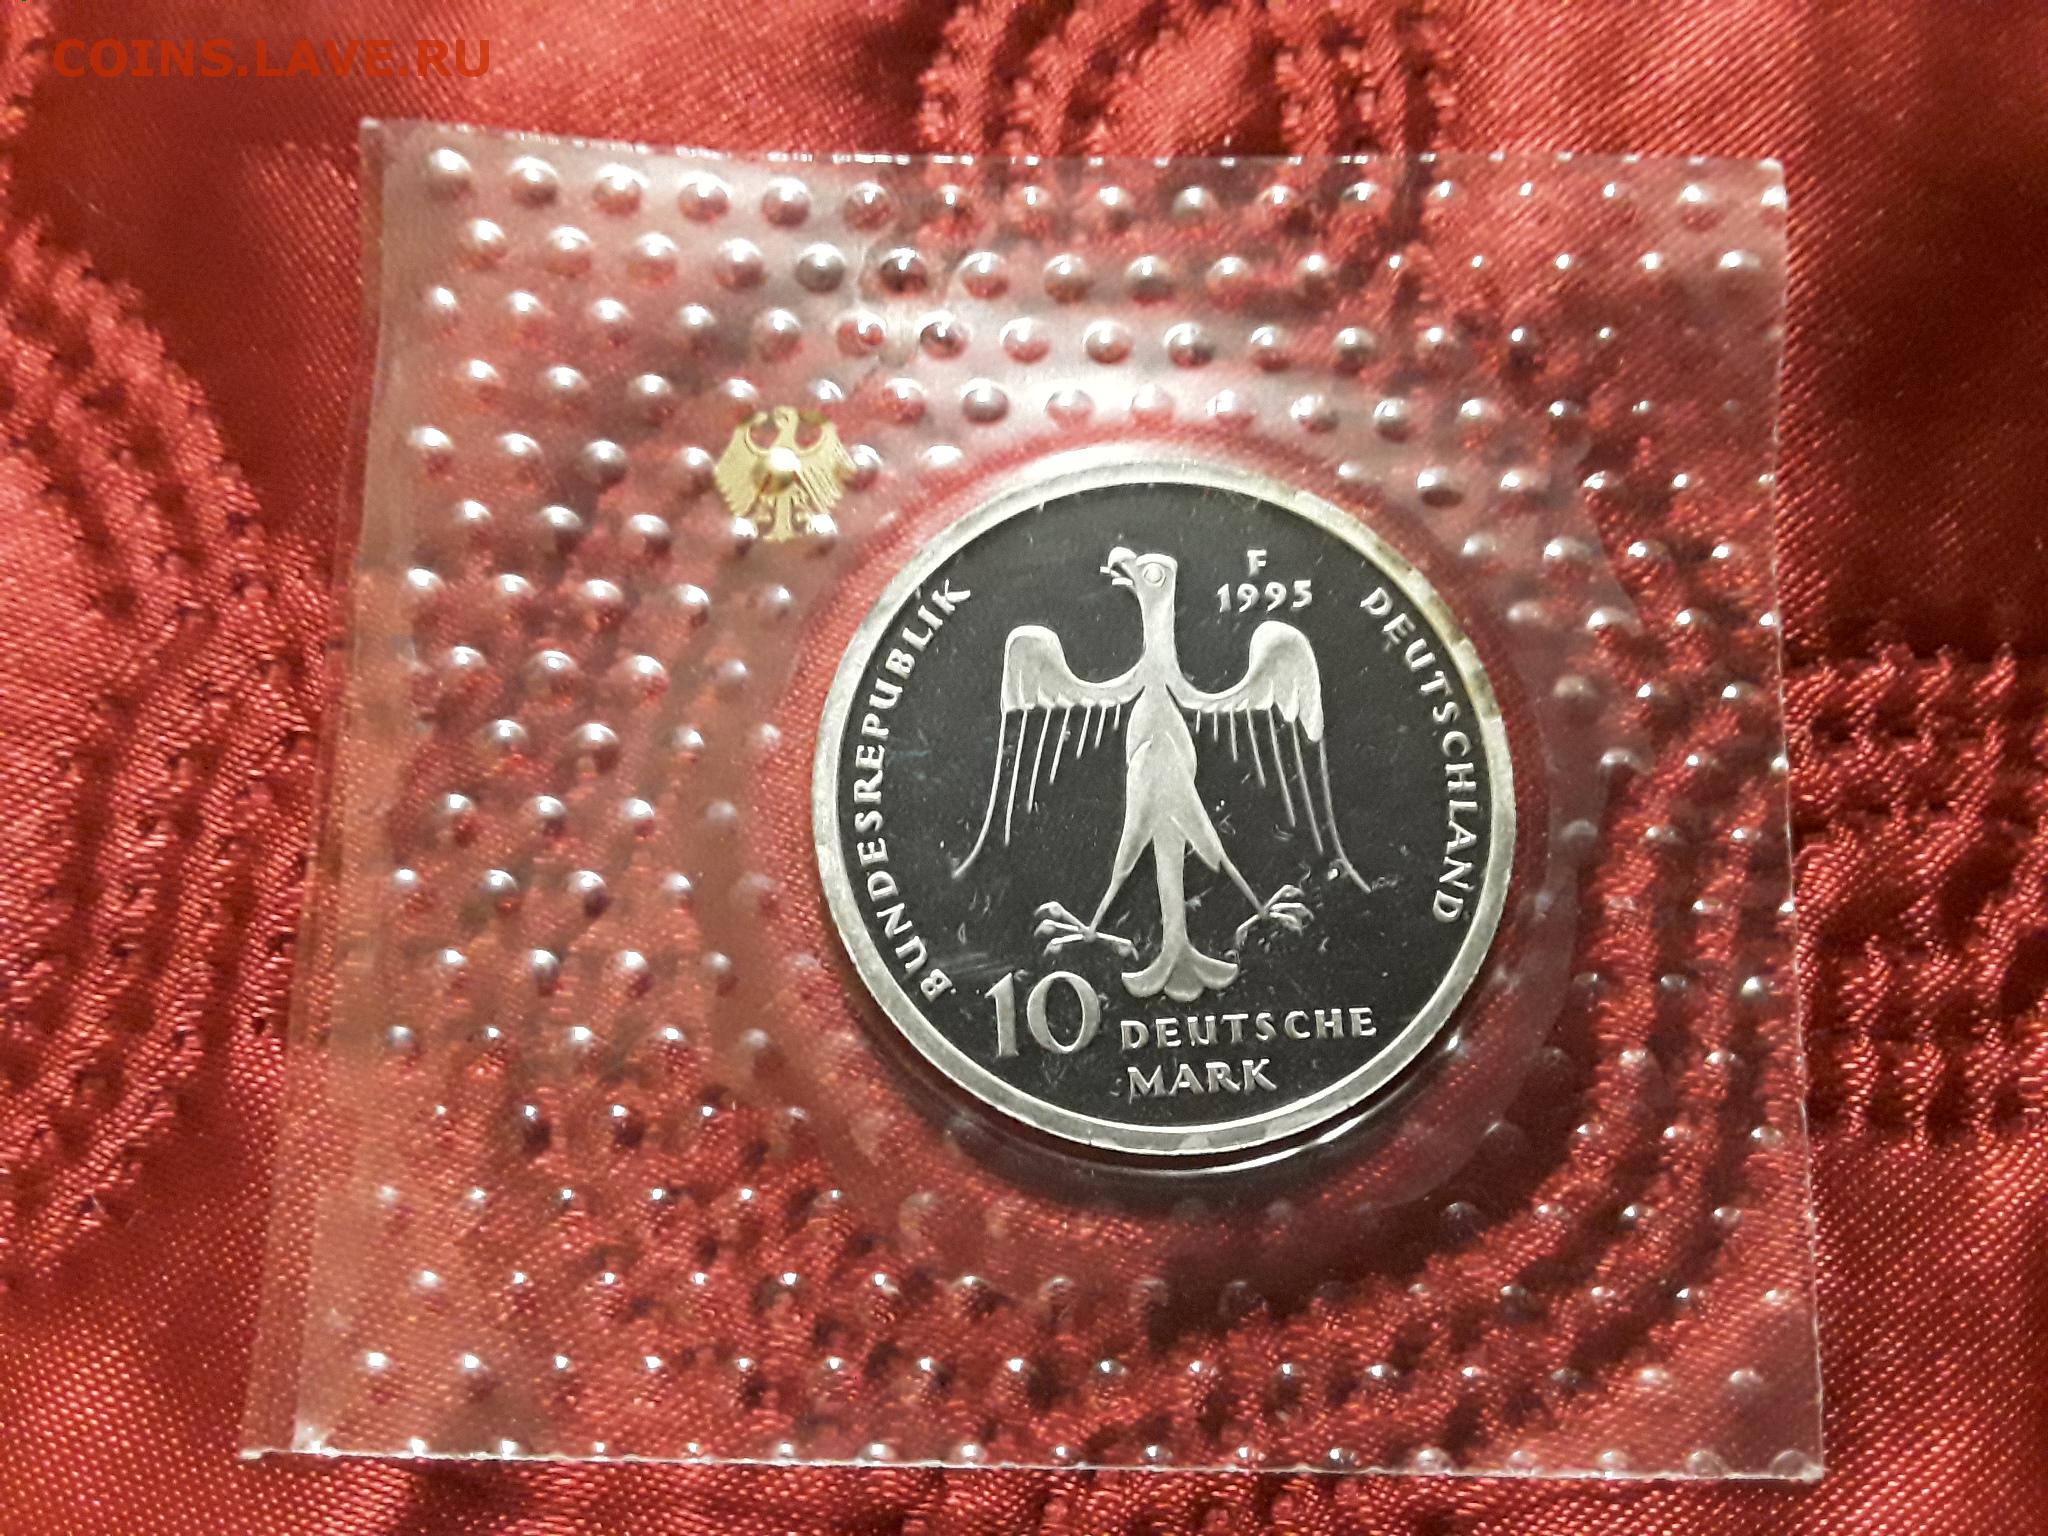 COINS.LAVE.RU
F
1995
BUNDESREPUBLIK
DEUTSCHLAND
10 DEUTSCHE
MARK